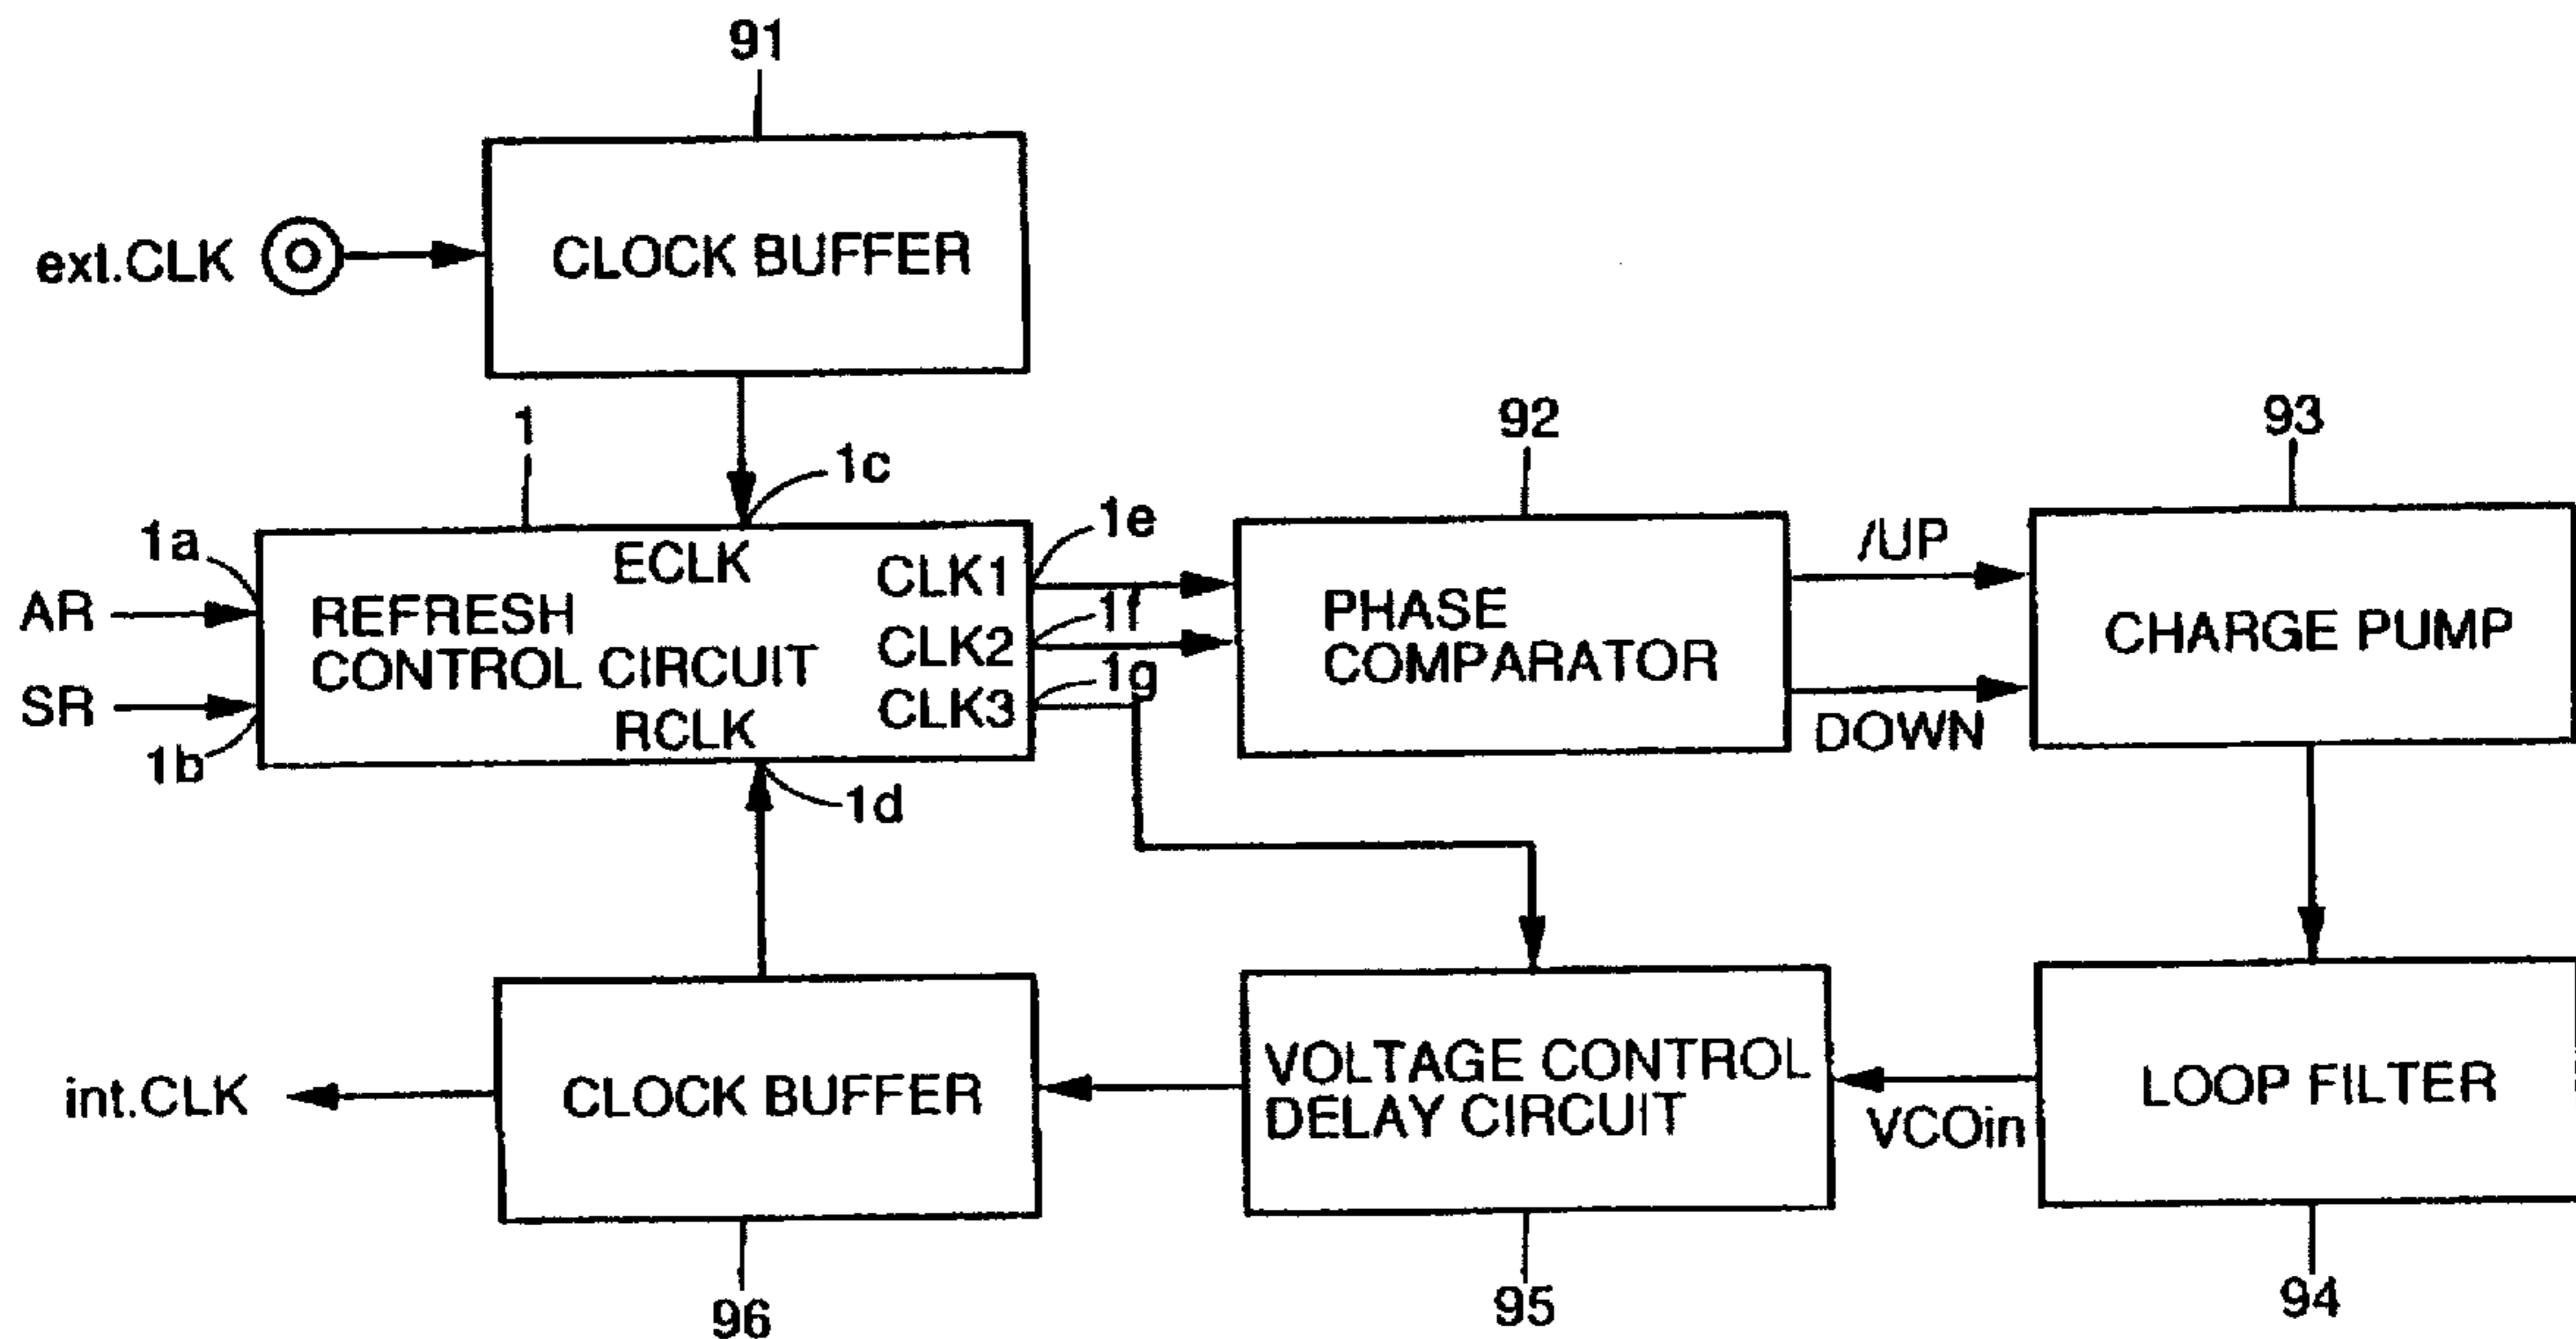 91
ext.CLK
CLOCK BUFFER
1
1c
92
93
1a
ECLK
CLK1
1e
/UP
AR
REFRESH
CONTROL CIRCUIT
CLK2
1f
PHASE
COMPARATOR
CHARGE PUMP
SR
RCLK
CLK3
1g
DOWN
1b
1d
int.CLK
CLOCK BUFFER
VOLTAGE CONTROL
DELAY CIRCUIT
VCOin
LOOP FILTER
96
95
94